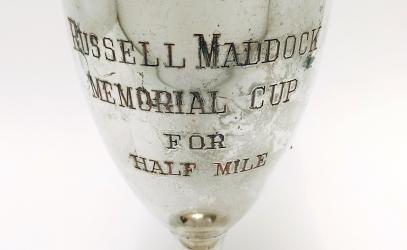 RUSSELL MADDOCK
MEMORIAL CUP
FOR
HALF MILE